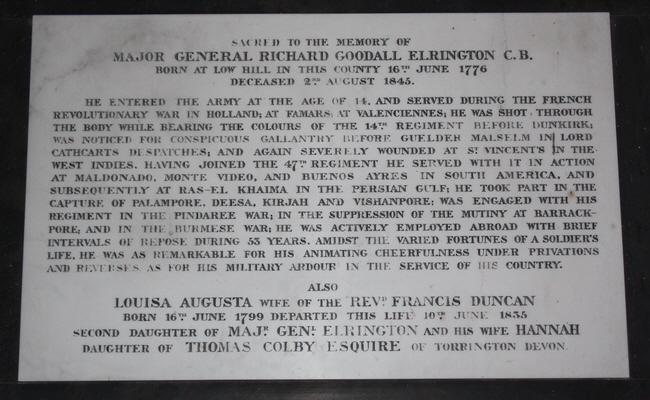 SACRED TO THE MEMORY OF
MAJOR GENERAL RICHARD GOODALL ELRINGTON C.B.
BORN AT LOW HILL IN THIS COUNTY 16TH JUNE 1776
DECEASED 2ND AUGUST 1845.
HE ENTERED THE ARMY AT THE AGE OF 14, AND SERVED DURING THE FRENCH
REVOLUTIONARY WAR IN HOLLAND; AT FAMARS; AT VALENCIENNES; HE WAS SHOT THROUGH
THE BODY WHILE BEARING THE COLOURS OF THE 14TH REGIMENT BEFORE DUNKIRK;
WAS NOTICED FOR CONSPICUOUS GALLANTRY BEFORE GUELDER MALSELM IN LORD
CATHCARTS DESPATCHES; AND AGAIN SEVERELY WOUNDED AT ST VINCENT'S IN THE
WEST INDIES. HAVING JOINED THE 47TH REGIMENT HE SERVED WITH IT IN ACTION
AT MALDONADO, MONTE VIDEO, AND BUENOS AYRES IN SOUTH AMERICA, AND
SUBSEQUENTLY AT RAS-EL KHAIMA IN THE PERSIAN GULF; HE TOOK PART IN THE
CAPTURE OF PALAMPORE, DEESA, KIRJAH AND VISHANPORE; WAS ENGAGED WITH HIS
REGIMENT IN THE PINDAREE WAR; IN THE SUPPRESSION OF THE MUTINY AT BARRACK-
PORE; AND IN THE BURMESE WAR; HE WAS ACTIVELY EMPLOYED ABROAD WITH BRIEF
INTERVALS OF REPOSE DURING 53 YEARS. AMIDST THE VARIED FORTUNES OF A SOLDIER'S
LIFE, HE WAS AS REMARKABLE FOR HIS ANIMATING CHEERFULNESS UNDER PRIVATIONS
AND REVERSES AS FOR HIS MILITARY ARDOUR IN THE SERVICE OF HIS COUNTRY.
ALSO
LOUISA AUGUSTA WIFE OF THE REVD FRANCIS DUNCAN
BORN 16TH JUNE 1799 DEPARTED THIS LIFE 10TH JUNE 1835
SECOND DAUGHTER OF MAJR GENL ELRINGTON AND HIS WIFE HANNAH
DAUGHTER OF THOMAS COLBY ESQUIRE OF TORRINGTON DEVON.